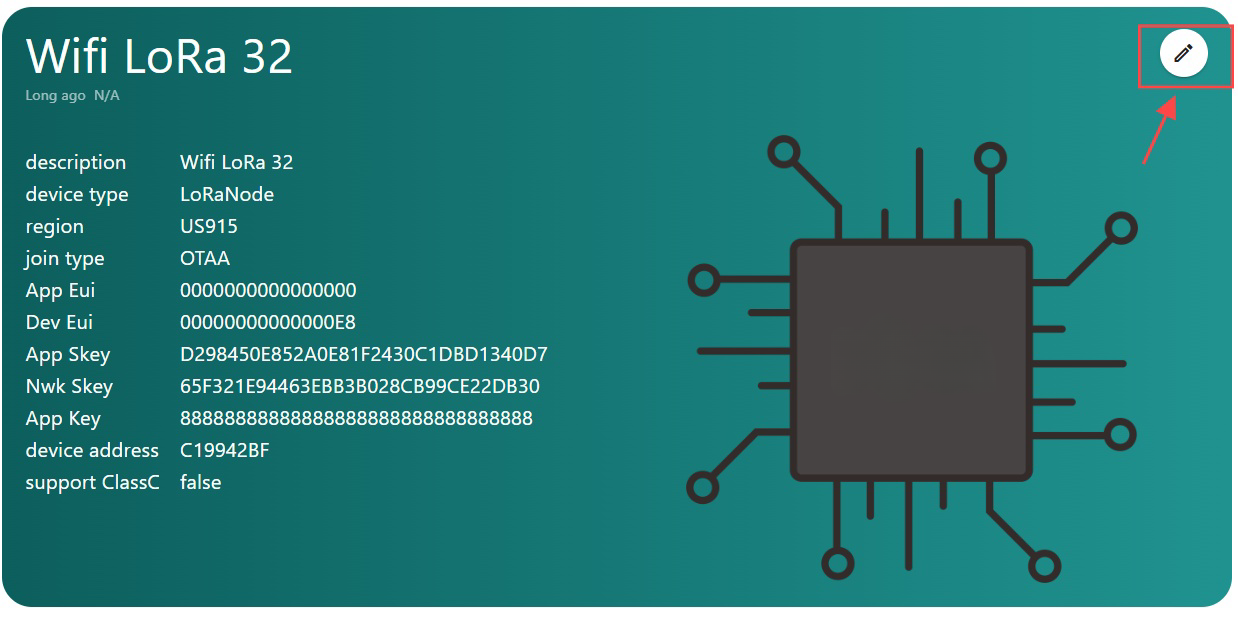 Wifi LoRa 32
Long ago N/A
description Wifi LoRa 32
device type LoRaNode
region US915
join type OTAA
App Eui 0000000000000000
Dev Eui 00000000000000E8
App Skey D298450E852A0E81F2430C1DBD1340D7
Nwk Skey 65F321E94463EBB3B028CB99CE22DB30
App Key 88888888888888888888888888888888
device address C19942BF
support ClassC false